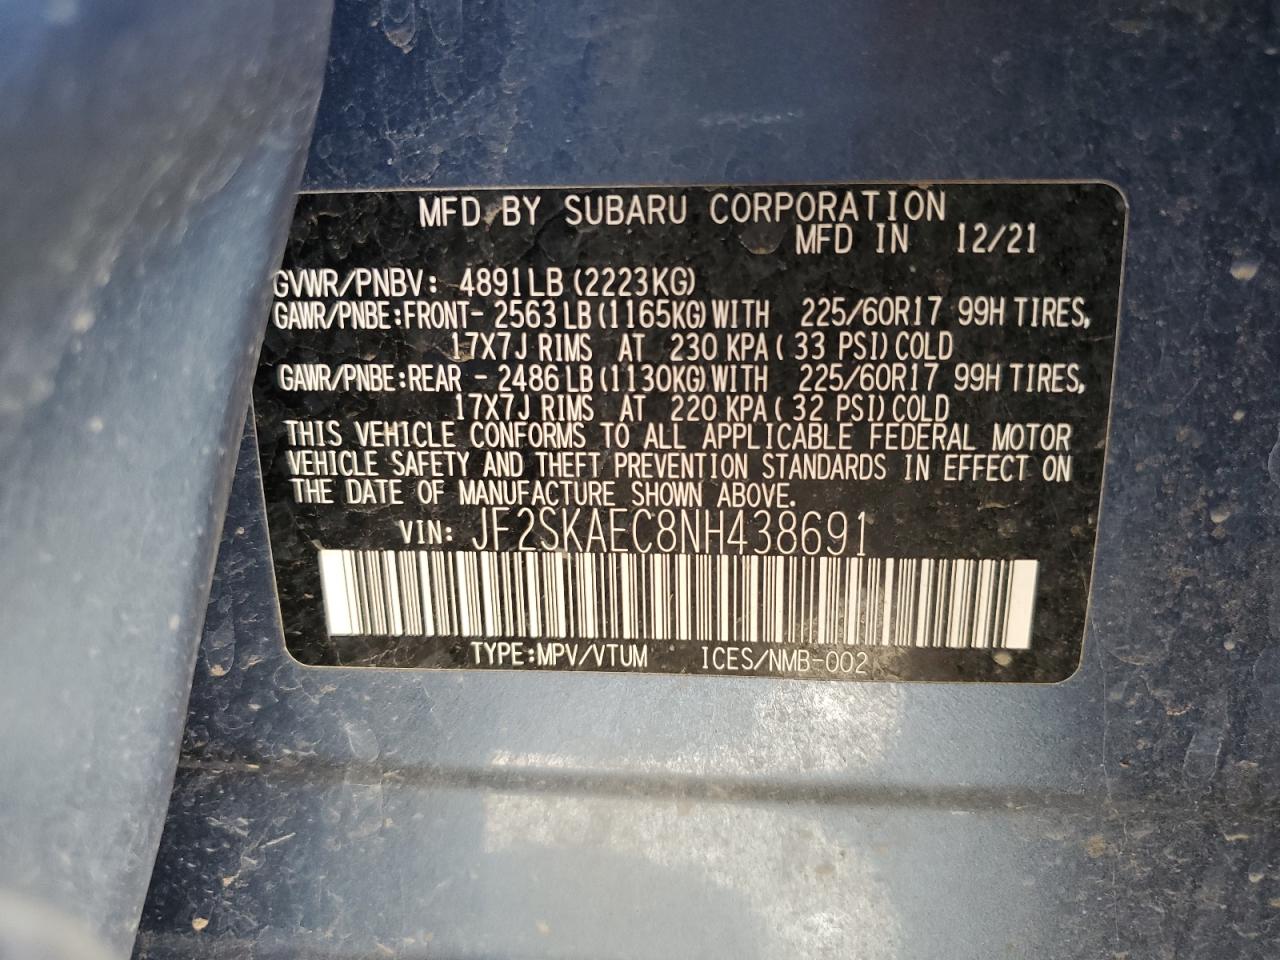 MFD BY SUBARU CORPORATION
MFD IN 12/21
GVWR/PNBV: 4891LB (2223KG)
GAWR/PNBE:FRONT- 2563LB(1165KG)WITH 225/60R17 99H TIRES,
17X7J RIMS AT 230 KPA( 33 PSI)COLD
GAWR/PNBE:REAR - 2486LB(1130KG)WITH 225/60R17 99H TIRES,
17X7J RIMS AT 220 KPA( 32 PSI)COLD
THIS VEHICLE CONFORMS TO ALL APPLICABLE FEDERAL MOTOR
VEHICLE SAFETY AND THEFT PREVENTION STANDARDS IN EFFECT ON
THE DATE OF MANUFACTURE SHOWN ABOVE.
VIN: JF2SKAEC8NH438691
TYPE:MPV/VTUM ICES/NMB-002